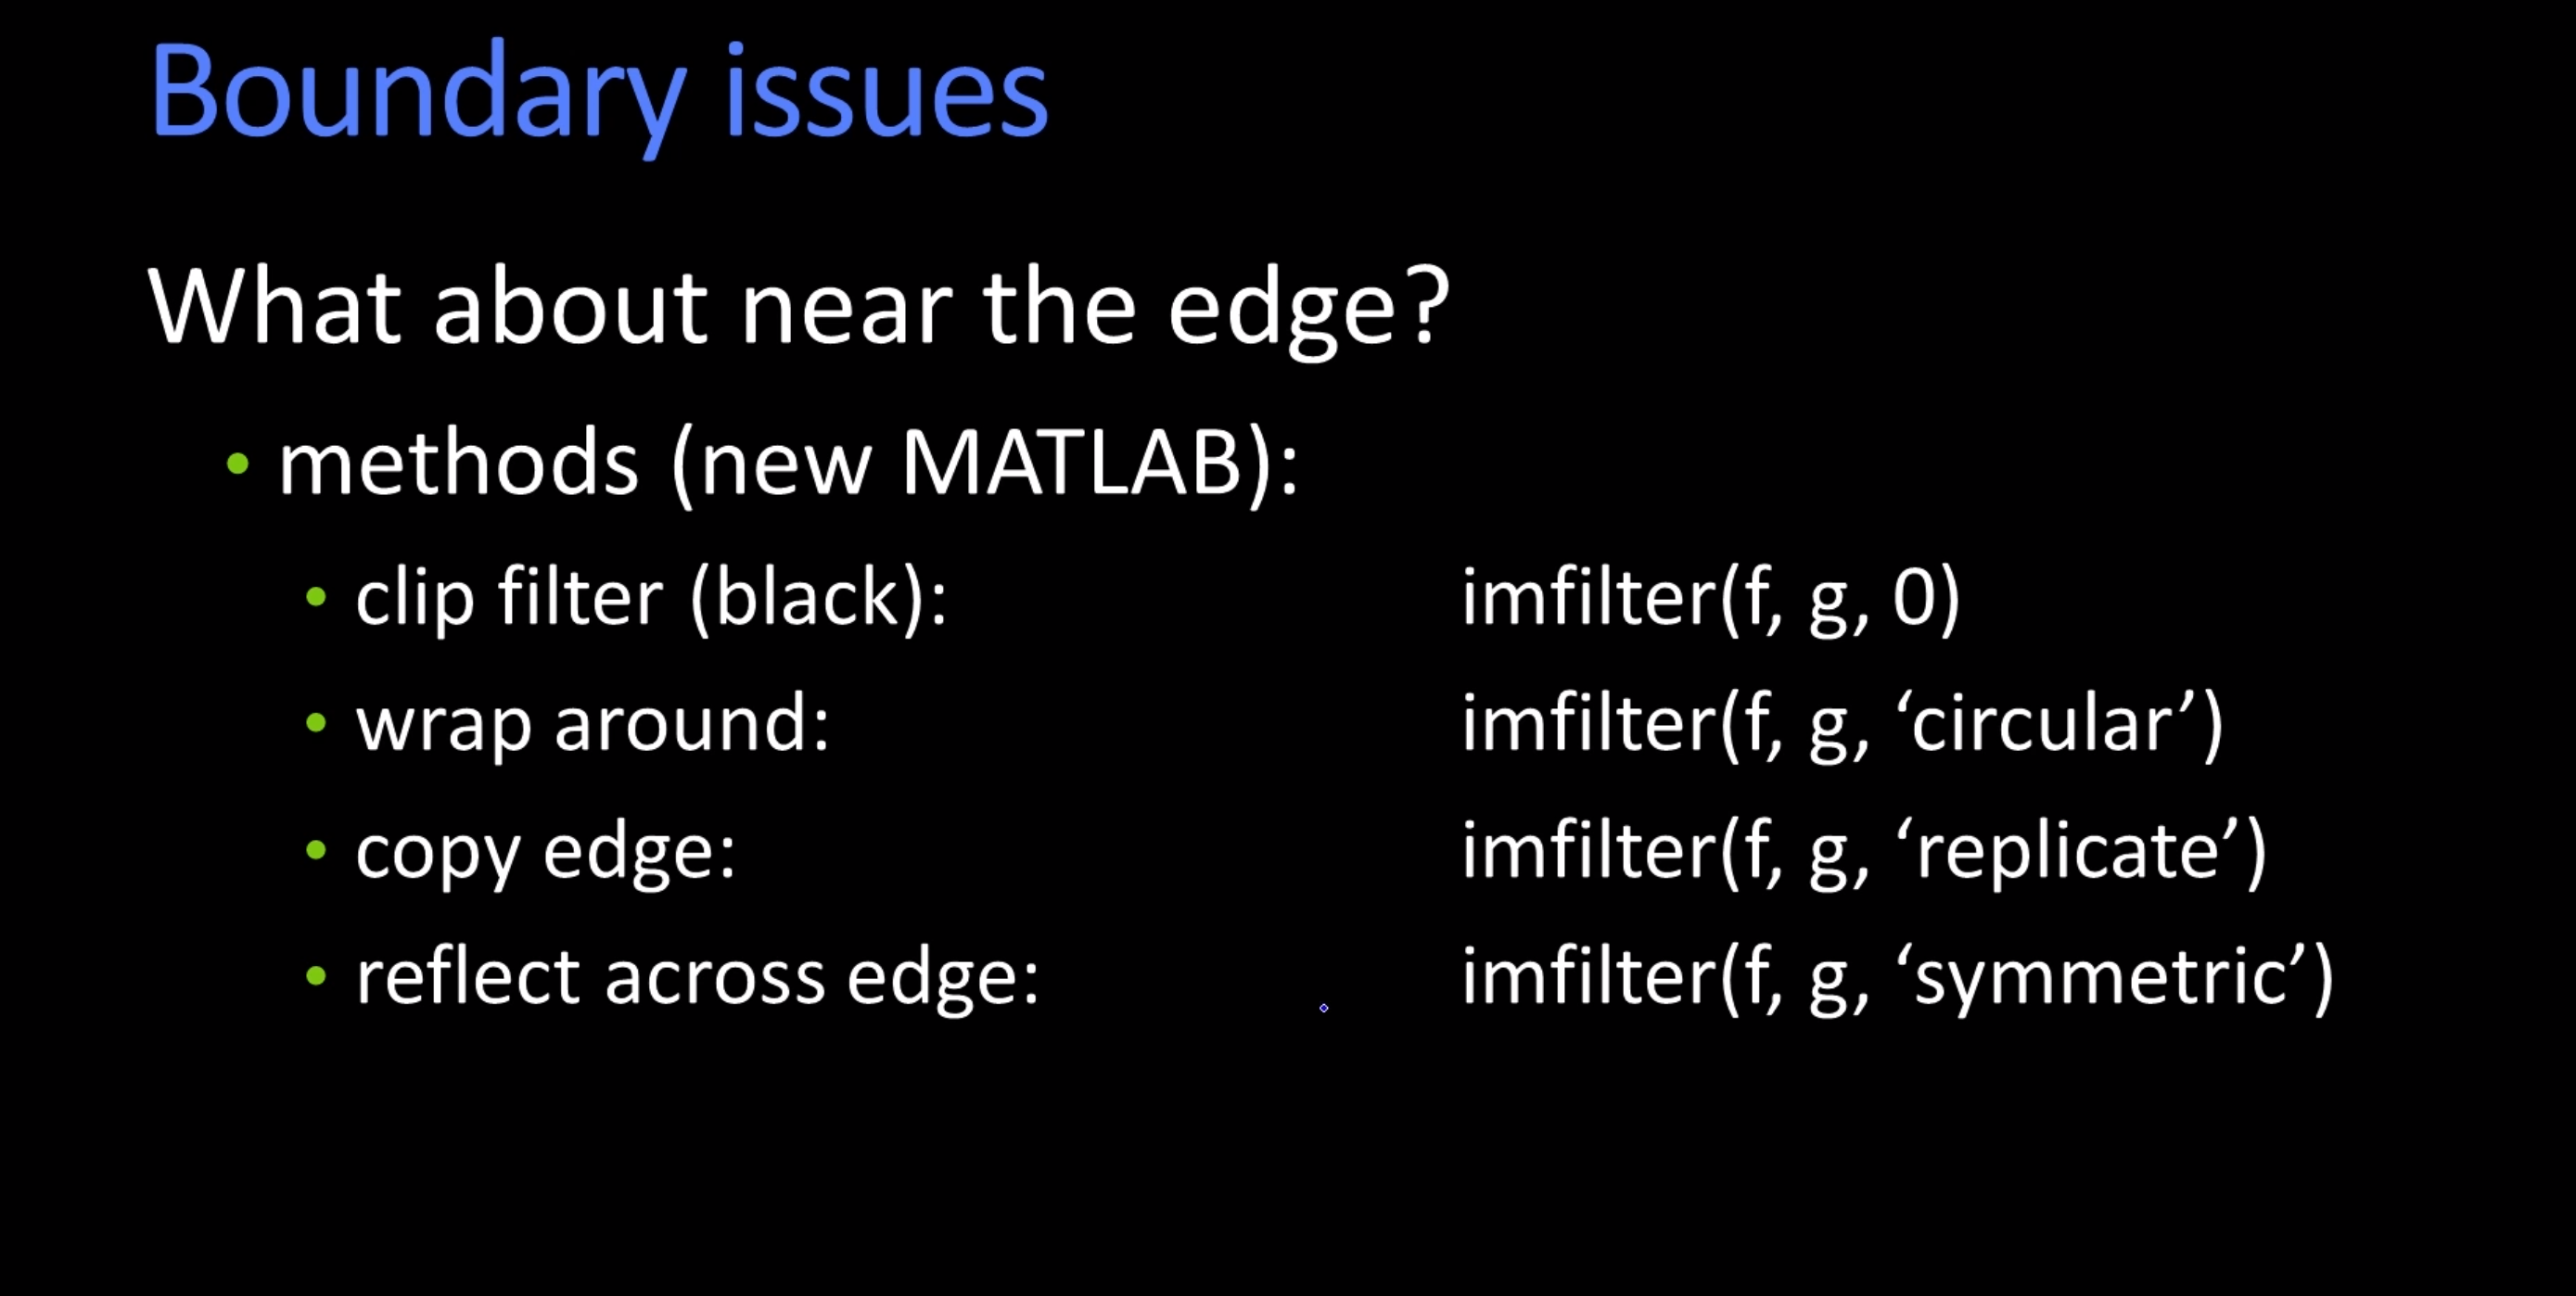 Boundary issues
What about near the edge?
• methods (new MATLAB):
• clip filter (black): imfilter(f, g, 0)
• wrap around: imfilter(f, g, ‘circular’)
• copy edge: imfilter(f, g, ‘replicate’)
• reflect across edge: imfilter(f, g, ‘symmetric’)